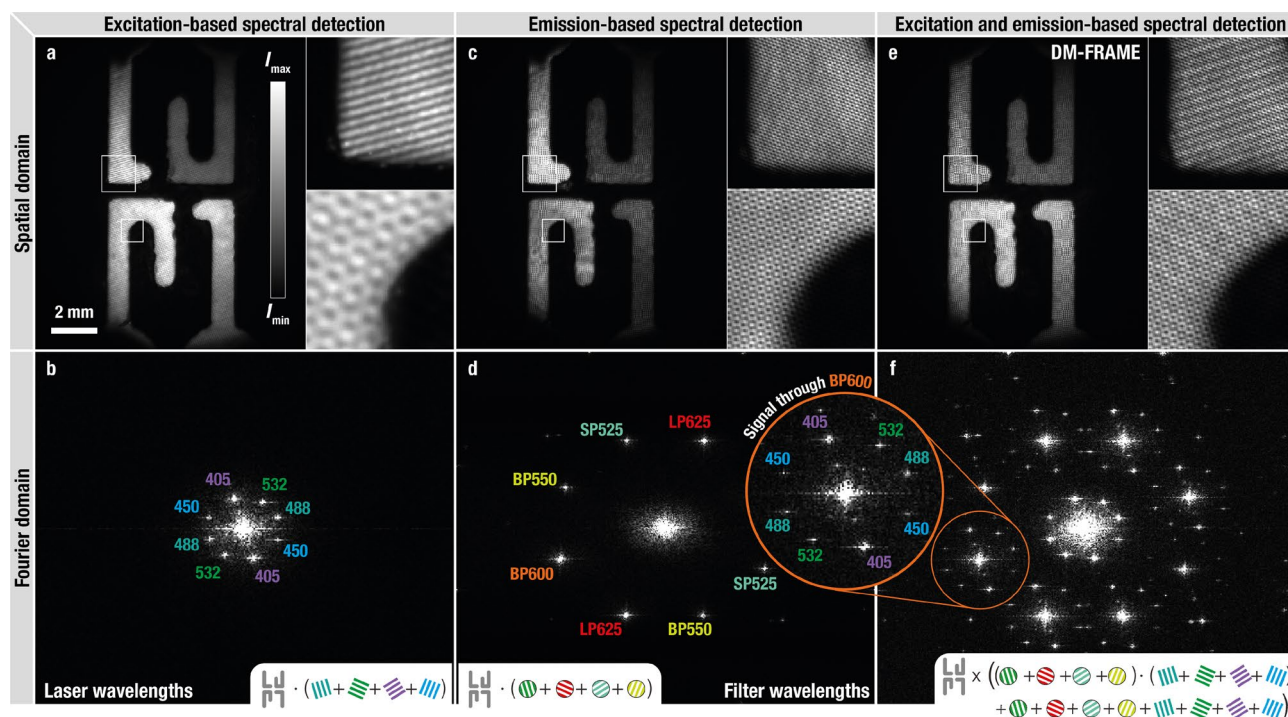 Excitation-based spectral detection
Emission-based spectral detection
Excitation and emission-based spectral detection
Spatial domain
a
Imax
Imin
2 mm
c
e
DM-FRAME
Fourier domain
b
405
532
450
488
488
450
532
405
Laser wavelengths
· ( + + + )
d
SP525
LP625
BP550
BP600
SP525
LP625
BP550
Signal through BP600
405
532
450
488
488
450
532
405
· ( + + + )
Filter wavelengths
f
x (( + + + ) · ( + + + )
+ + + + + + + + )